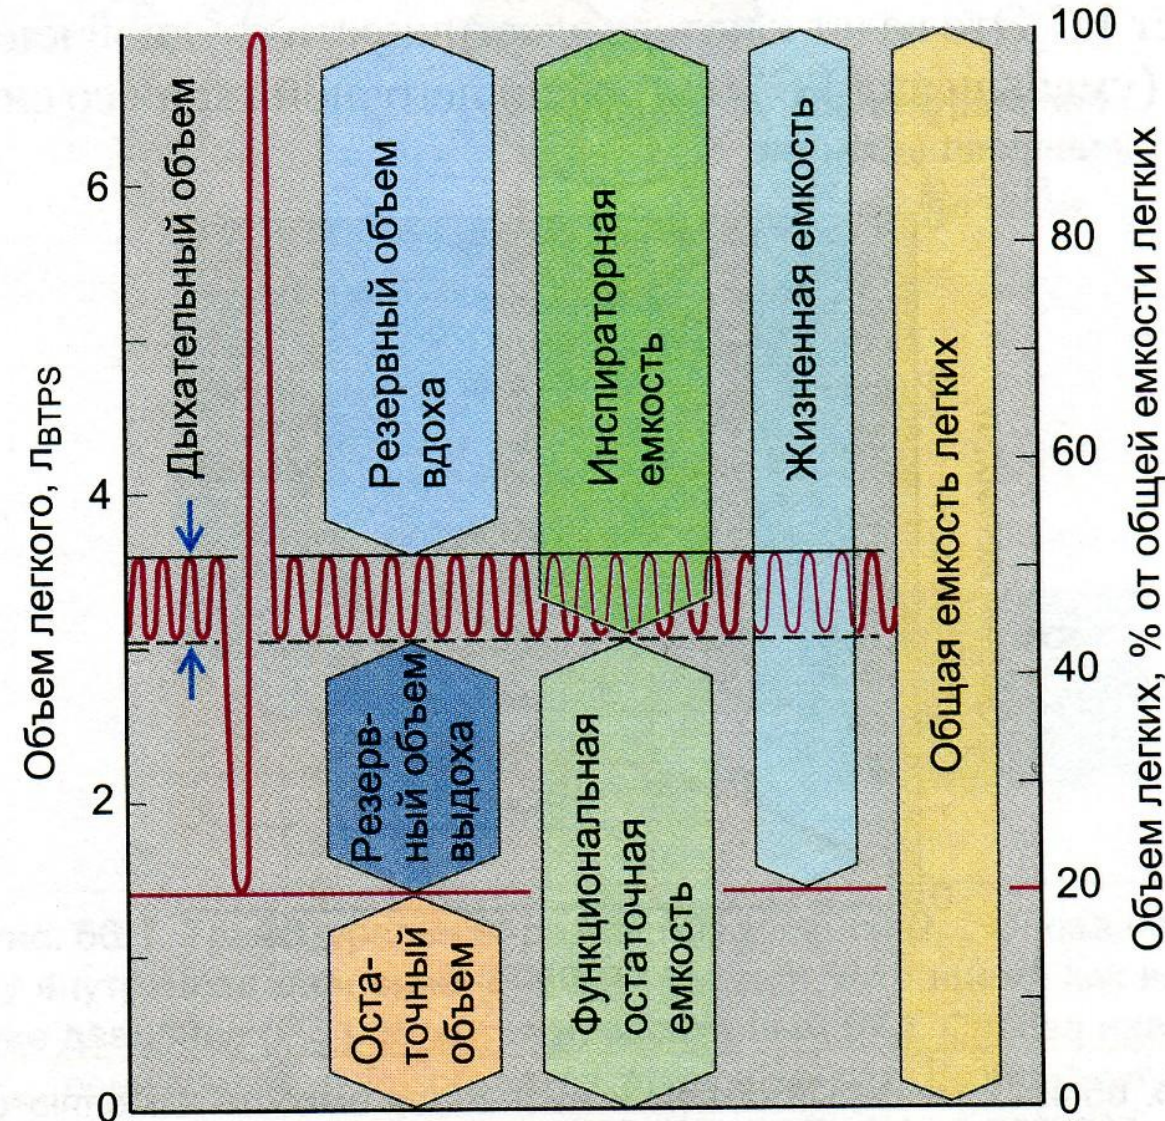 Объем легкого, лBTPS
6
4
2
0
Дыхательный объем
Резервный объем
вдоха
Резерв-
ный объем
выдоха
Оста-
точный
объем
Инспираторная
емкость
Функциональная
остаточная
емкость
Жизненная емкость
Общая емкость легких
100
80
60
40
20
0
Объем легких, % от общей емкости легких